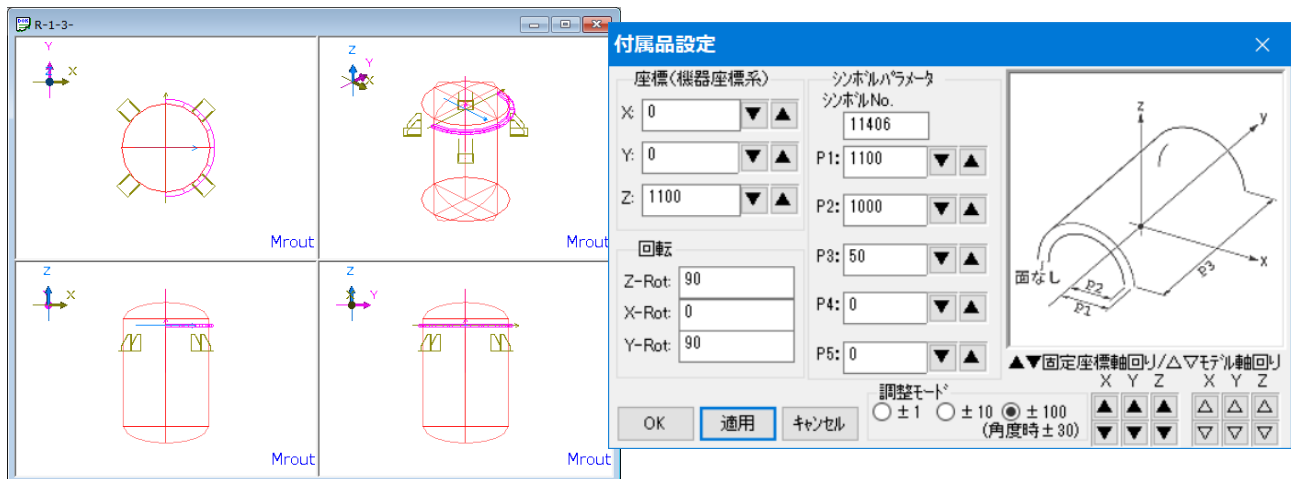 R-1-3-
Y
X
Z
Y
X
Mrout
Mrout
Z
Y
X
Z
X
Y
Mrout
Mrout
付属品設定
座標(機器座標系)
X: 0
Y: 0
Z: 1100
回転
Z-Rot: 90
X-Rot: 0
Y-Rot: 90
シンボルパラメータ
シンボルNo.
11406
P1: 1100
P2: 1000
P3: 50
P4: 0
P5: 0
z
y
x
面なし
P2
P1
P3
▲▼固定座標軸回り/△▽モデル軸回り
X Y Z X Y Z
調整モード
±1 ±10 ±100
(角度時±30)
OK 適用 キャンセル